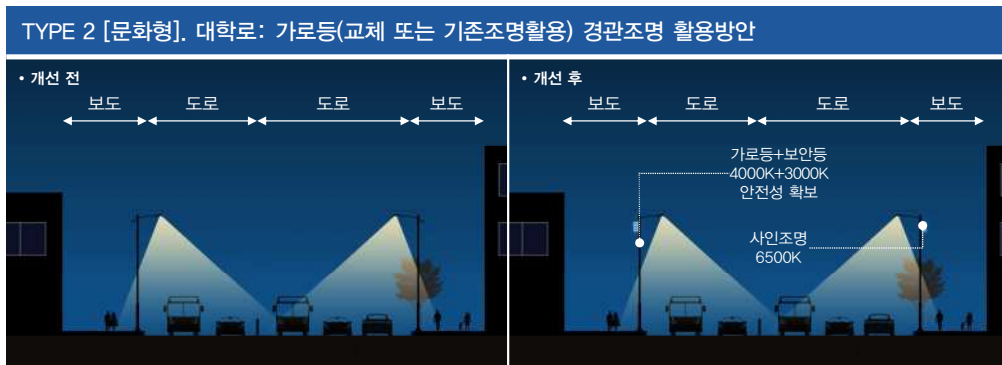 TYPE 2 [문화형]. 대학로: 가로등(교체 또는 기존조명활용) 경관조명 활용방안
• 개선 전
보도 도로 도로 보도
• 개선 후
보도 도로 도로 보도
가로등+보안등
4000K+3000K
안전성 확보
사인조명
6500K